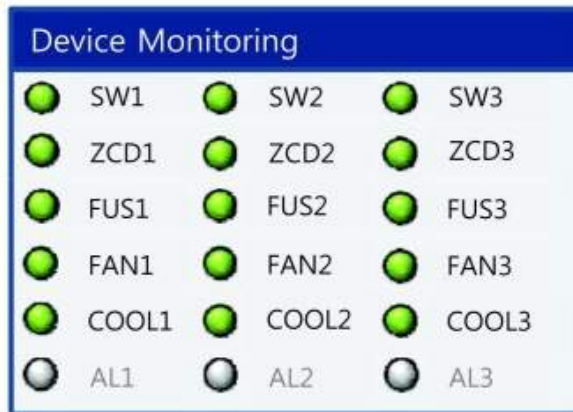 Device Monitoring
SW1 SW2 SW3
ZCD1 ZCD2 ZCD3
FUS1 FUS2 FUS3
FAN1 FAN2 FAN3
COOL1 COOL2 COOL3
AL1 AL2 AL3